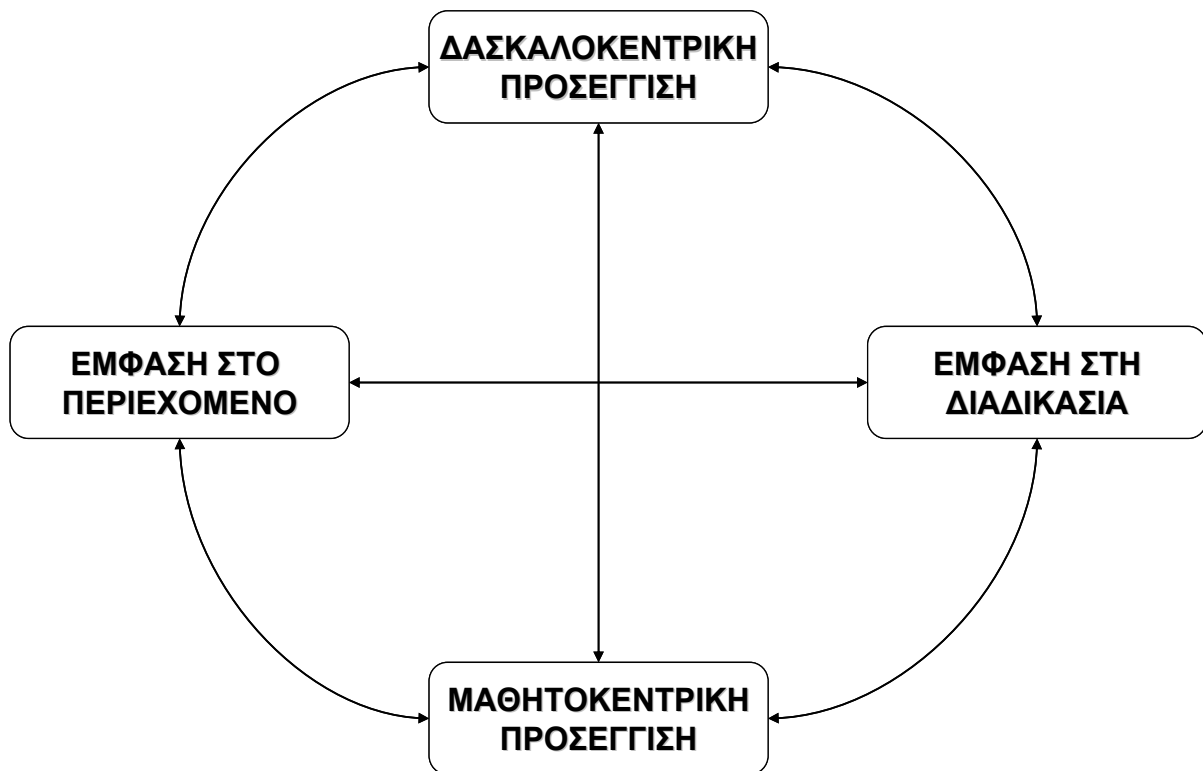 ΔΑΣΚΑΛΟΚΕΝΤΡΙΚΗ
ΠΡΟΣΕΓΓΙΣΗ
ΕΜΦΑΣΗ ΣΤΟ
ΠΕΡΙΕΧΟΜΕΝΟ
ΕΜΦΑΣΗ ΣΤΗ
ΔΙΑΔΙΚΑΣΙΑ
ΜΑΘΗΤΟΚΕΝΤΡΙΚΗ
ΠΡΟΣΕΓΓΙΣΗ